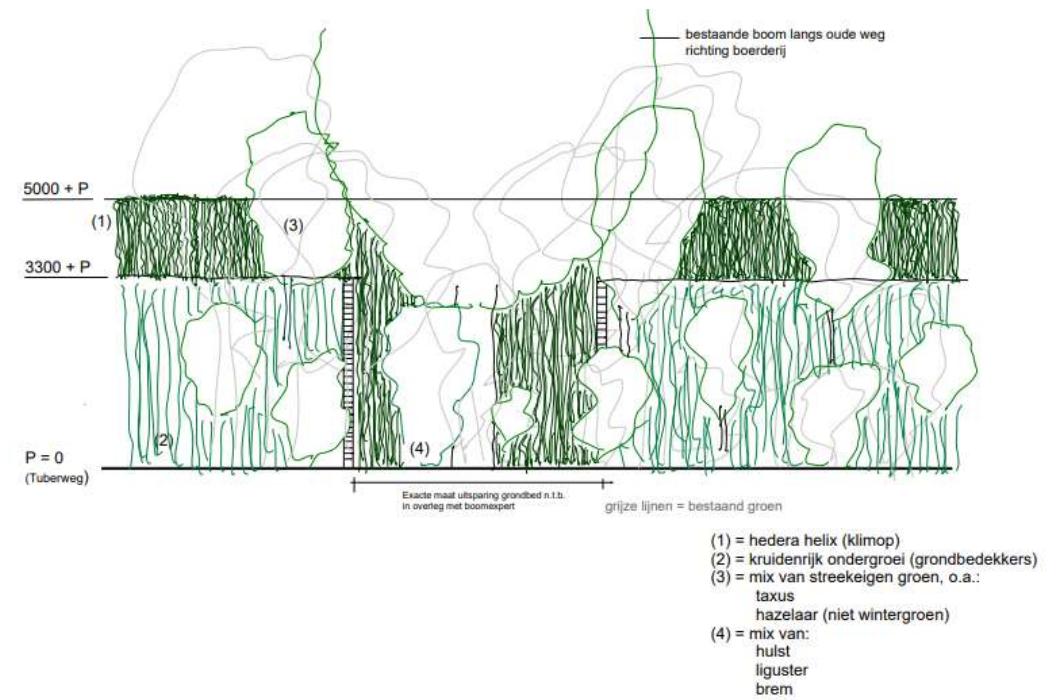 bestaande boom langs oude weg
richting boerderij
5000 + P
(1)
(3)
3300 + P
(2)
(4)
P = 0
(Tuberweg)
Exacte maat uitsparing grondbed n.t.b.
in overleg met boomexpert
grijze lijnen = bestaand groen
(1) = hedera helix (klimop)
(2) = kruidenrijk ondergroei (grondbedekkers)
(3) = mix van streekeigen groen, o.a.:
taxus
hazelaar (niet wintergroen)
(4) = mix van:
hulst
liguster
brem